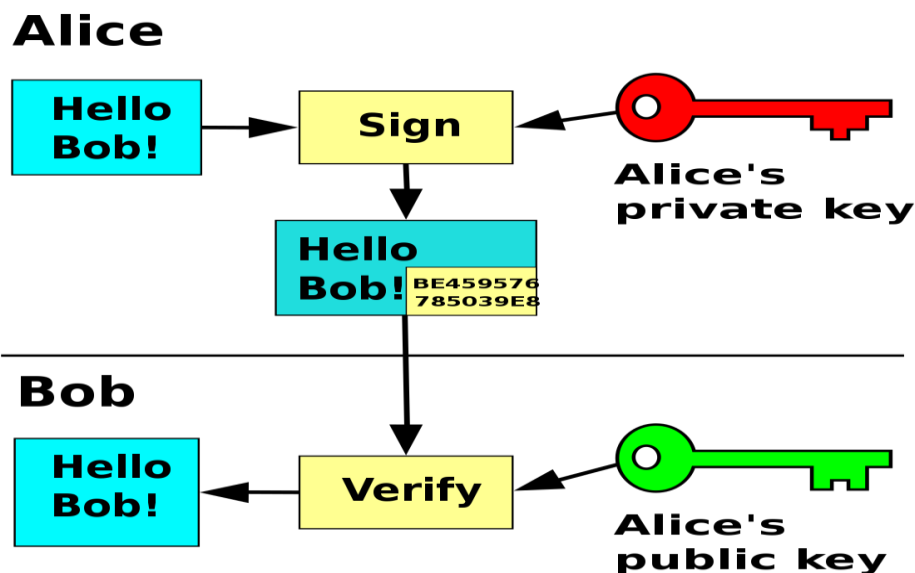 Alice
Hello
Bob!
Sign
Alice's
private key
Hello
Bob!
BE459576
785039E8
Bob
Hello
Bob!
Verify
Alice's
public key